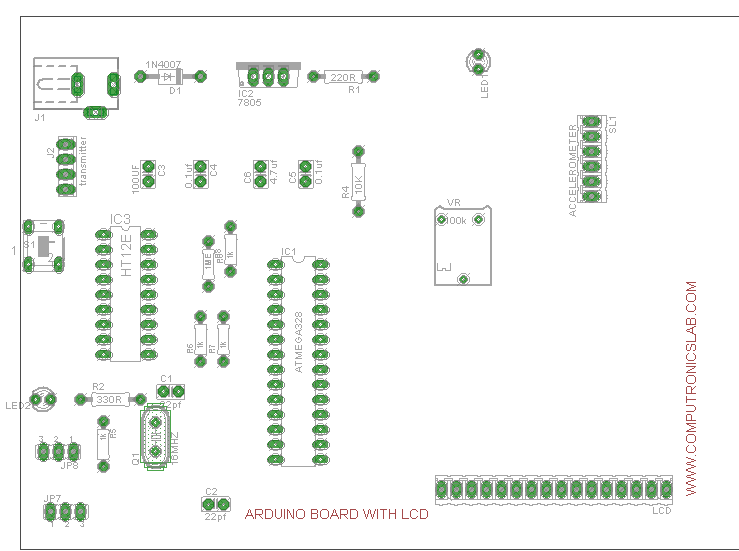 1N4007
D1
IC2
7805
220R
R1
LED1
J1
J2
transmitter
100UF
C3
0.1uf
C4
C6
4.7uf
C5
0.1uf
R4
10K
ACCELEROMETER
SL1
VR
100k
S1
1
2
IC3
HT12E
1ME
1k
IC1
ATMEGA328
R6
1k
R7
1k
LED2
R2
330R
C1
22pf
R5
1k
Q1
16MHZ
3 2 1
JP8
JP7
1 2 3
C2
22pf
ARDUINO BOARD WITH LCD
LCD
WWW.COMPUTRONICSLAB.COM